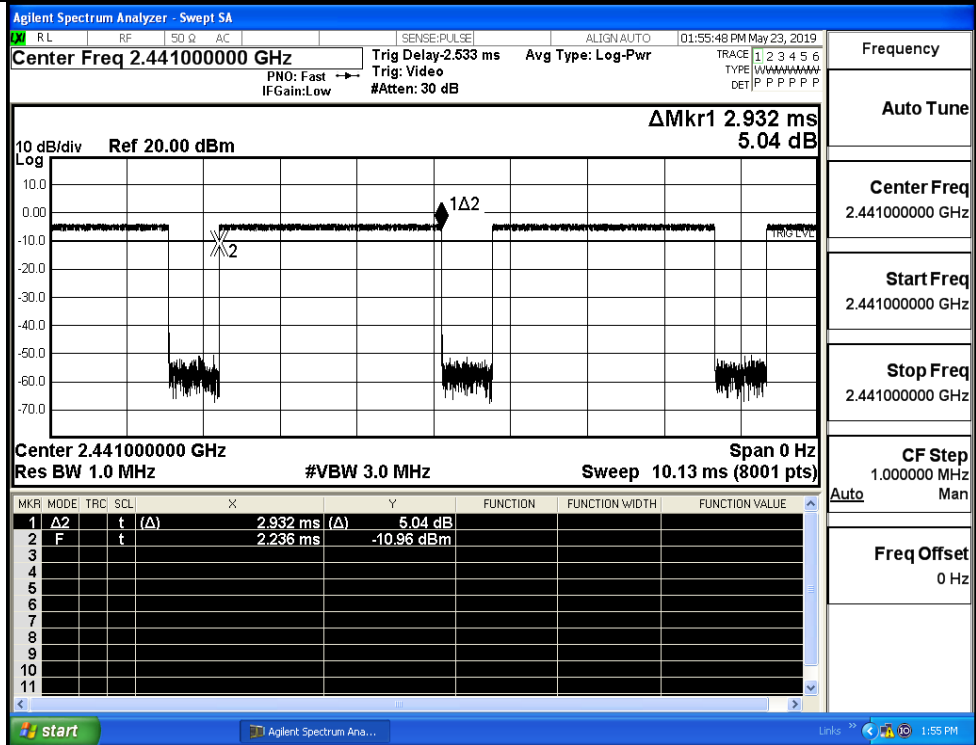 Agilent Spectrum Analyzer - Swept SA
LXI RL RF 50 Ω AC SENSE:PULSE ALIGN AUTO 01:55:48 PM May 23, 2019
Center Freq 2.441000000 GHz
PNO: Fast
IFGain:Low
Trig Delay-2.533 ms
Trig: Video
#Atten: 30 dB
Avg Type: Log-Pwr
TRACE 1 2 3 4 5 6
TYPE WWWWWWWW
DET P P P P P P
ΔMkr1 2.932 ms
5.04 dB
10 dB/div Ref 20.00 dBm
Log
10.0
0.00
-10.0
-20.0
-30.0
-40.0
-50.0
-60.0
-70.0
1Δ2
2
TRIG LVL
Center 2.441000000 GHz Span 0 Hz
Res BW 1.0 MHz #VBW 3.0 MHz Sweep 10.13 ms (8001 pts)
MKR MODE TRC SCL X Y FUNCTION FUNCTION WIDTH FUNCTION VALUE
1 Δ2 t (Δ) 2.932 ms (Δ) 5.04 dB
2 F t 2.236 ms -10.96 dBm
3
4
5
6
7
8
9
10
11
Frequency
Auto Tune
Center Freq
2.441000000 GHz
Start Freq
2.441000000 GHz
Stop Freq
2.441000000 GHz
CF Step
1.000000 MHz
Auto Man
Freq Offset
0 Hz
start Agilent Spectrum Ana... Links » 1:55 PM